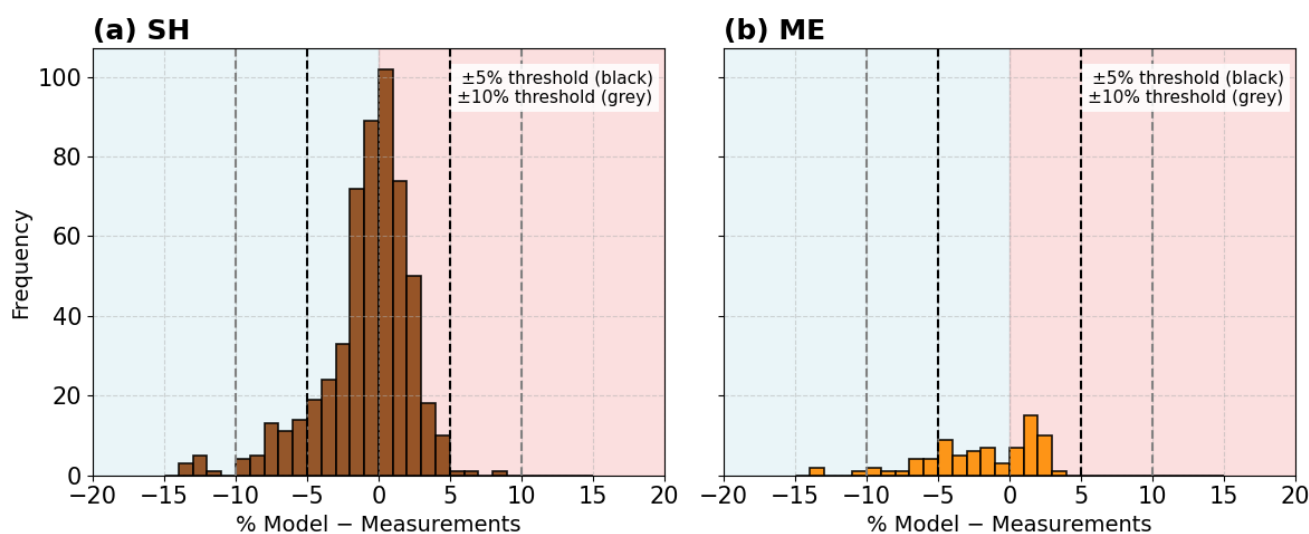 (a) SH
(b) ME
±5% threshold (black)
±10% threshold (grey)
±5% threshold (black)
±10% threshold (grey)
Frequency
100
80
60
40
20
0
−20 −15 −10 −5 0 5 10 15 20
−20 −15 −10 −5 0 5 10 15 20
% Model − Measurements
% Model − Measurements